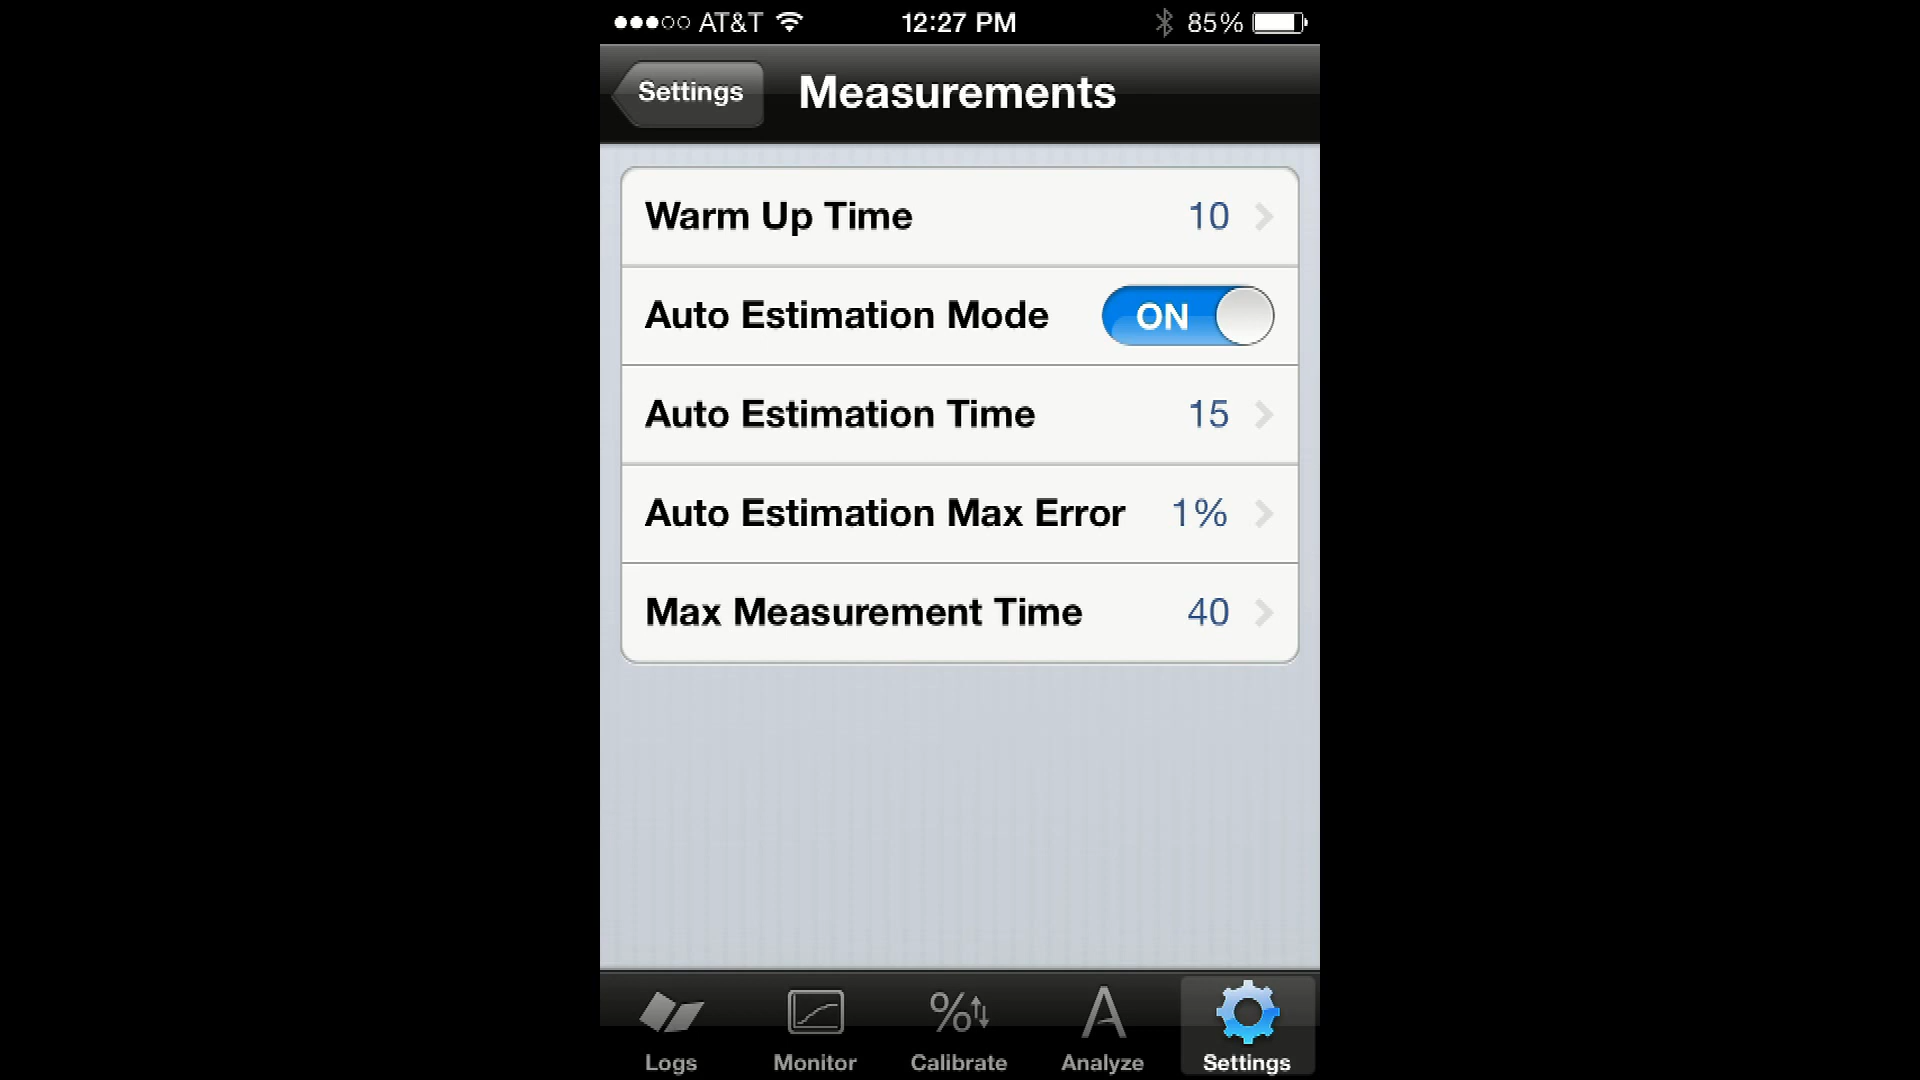 AT&T 12:27 PM 85%
Settings Measurements
Warm Up Time 10
Auto Estimation Mode ON
Auto Estimation Time 15
Auto Estimation Max Error 1%
Max Measurement Time 40
Logs Monitor Calibrate Analyze Settings